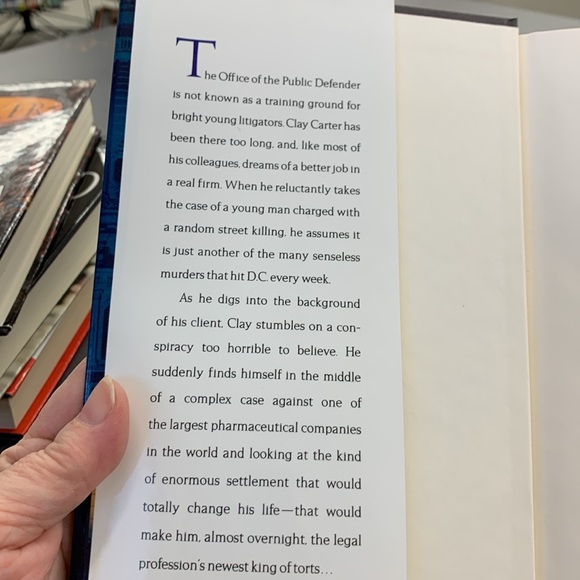 The Office of the Public Defender
is not known as a training ground for
bright young litigators. Clay Carter has
been there too long, and, like most of
his colleagues, dreams of a better job in
a real firm. When he reluctantly takes
the case of a young man charged with
a random street killing, he assumes it
is just another of the many senseless
murders that hit D.C. every week.
As he digs into the background
of his client, Clay stumbles on a con-
spiracy too horrible to believe. He
suddenly finds himself in the middle
of a complex case against one of
the largest pharmaceutical companies
in the world and looking at the kind
of enormous settlement that would
totally change his life—that would
make him, almost overnight, the legal
profession's newest king of torts...